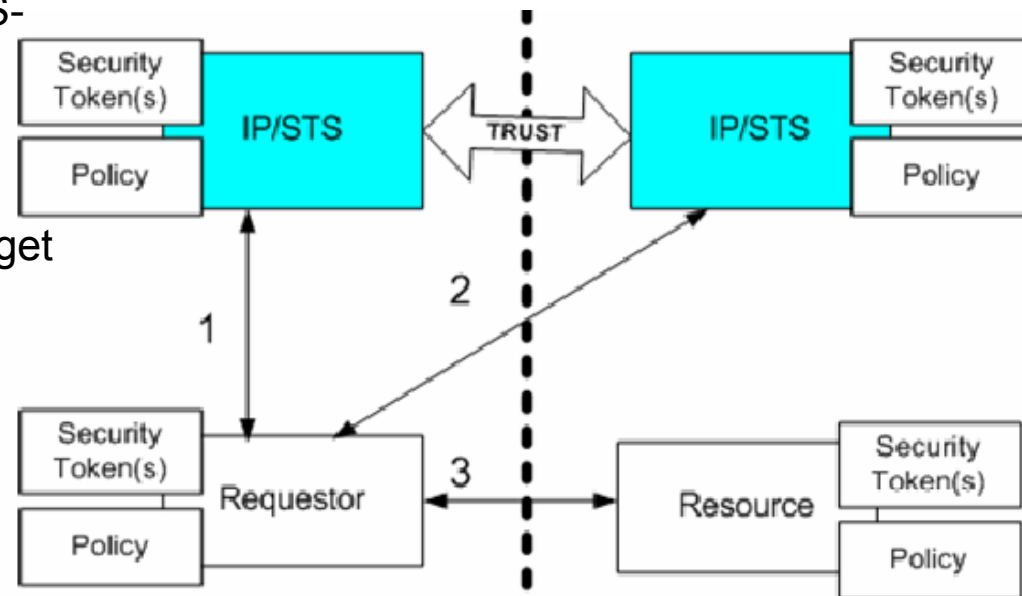 S-
Security
Token(s)
Policy
IP/STS
TRUST
IP/STS
Security
Token(s)
Policy
get
1
2
Security
Token(s)
Policy
Requestor
3
Resource
Security
Token(s)
Policy